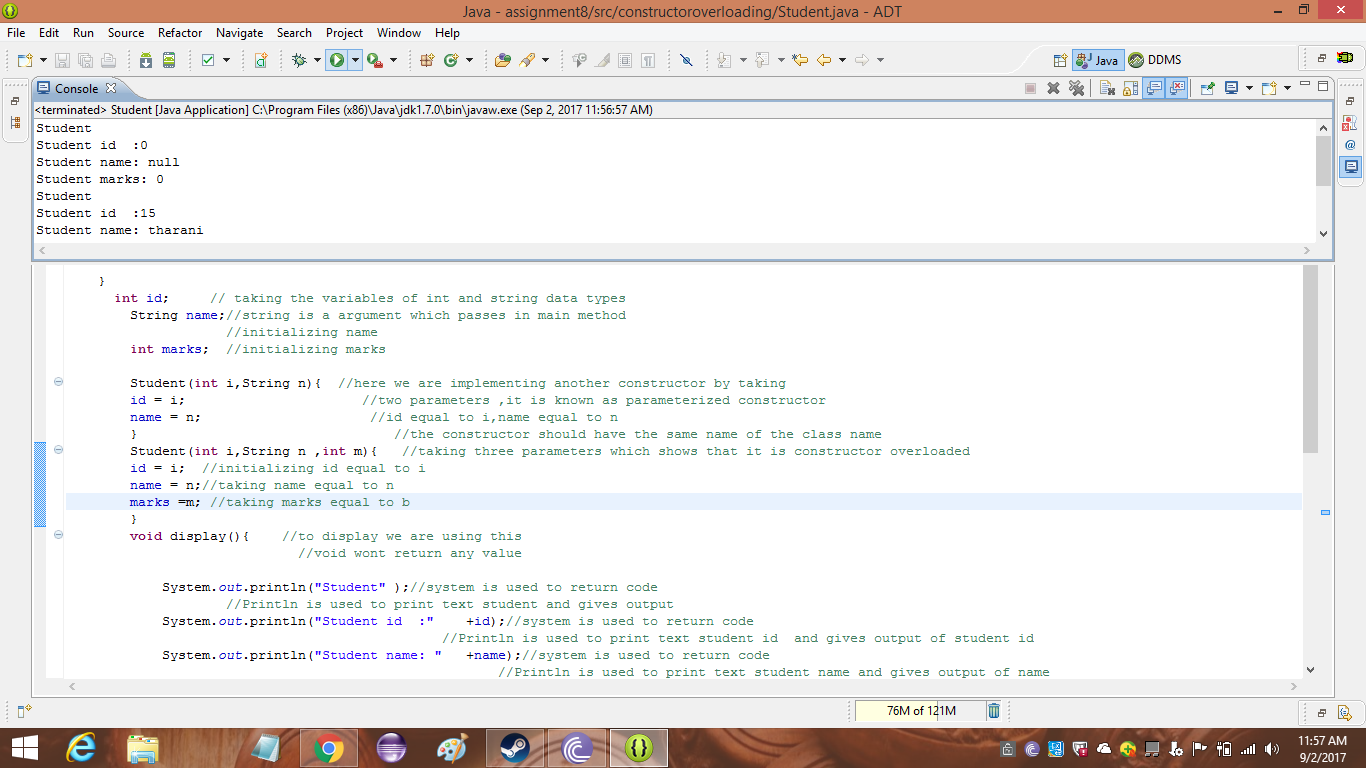 Java - assignment8/src/constructoroverloading/Student.java - ADT
File Edit Run Source Refactor Navigate Search Project Window Help
Java DDMS
Console
<terminated> Student [Java Application] C:\Program Files (x86)\Java\jdk1.7.0\bin\javaw.exe (Sep 2, 2017 11:56:57 AM)
Student
Student id  :0
Student name: null
Student marks: 0
Student
Student id  :15
Student name: tharani
}
int id;     // taking the variables of int and string data types
String name;//string is a argument which passes in main method
//initializing name
int marks;  //initializing marks
Student(int i,String n){  //here we are implementing another constructor by taking
id = i;                      //two parameters ,it is known as parameterized constructor
name = n;                     //id equal to i,name equal to n
}                                //the constructor should have the same name of the class name
Student(int i,String n ,int m){   //taking three parameters which shows that it is constructor overloaded
id = i;  //initializing id equal to i
name = n;//taking name equal to n
marks =m; //taking marks equal to b
}
void display(){    //to display we are using this
//void wont return any value
System.out.println("Student" );//system is used to return code
//Println is used to print text student and gives output
System.out.println("Student id  :"    +id);//system is used to return code
//Println is used to print text student id  and gives output of student id
System.out.println("Student name: "   +name);//system is used to return code
//Println is used to print text student name and gives output of name
76M of 121M
11:57 AM
9/2/2017